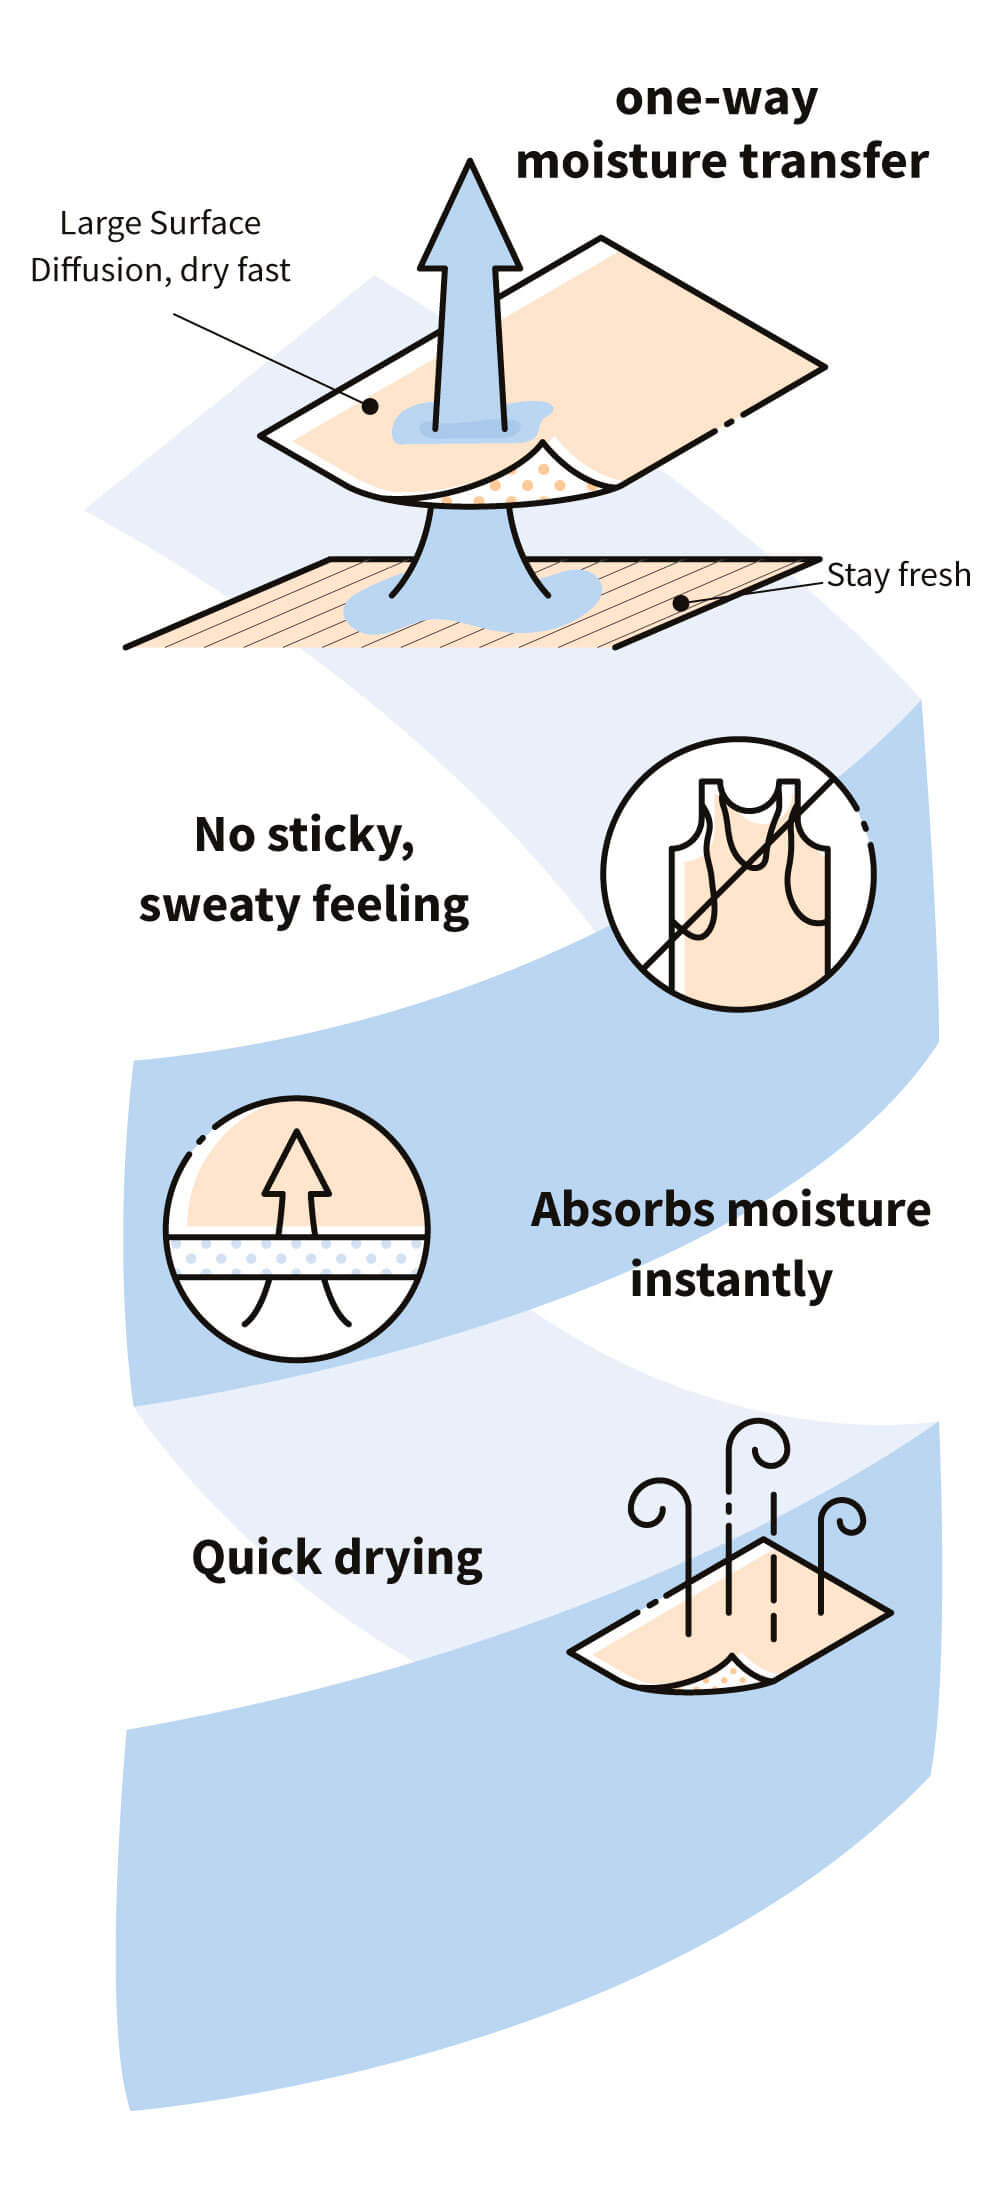 one-way
moisture transfer
Large Surface
Diffusion, dry fast
Stay fresh
No sticky,
sweaty feeling
Absorbs moisture
instantly
Quick drying